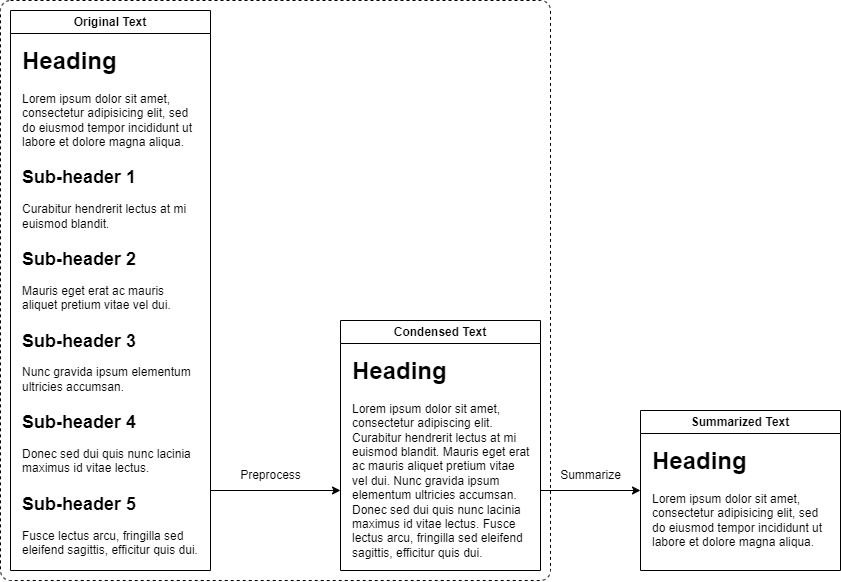 Original Text
Heading
Lorem ipsum dolor sit amet,
consectetur adipisicing elit, sed
do eiusmod tempor incididunt ut
labore et dolore magna aliqua.
Sub-header 1
Curabitur hendrerit lectus at mi
euismod blandit.
Sub-header 2
Mauris eget erat ac mauris
aliquet pretium vitae vel dui.
Sub-header 3
Nunc gravida ipsum elementum
ultricies accumsan.
Sub-header 4
Donec sed dui quis nunc lacinia
maximus id vitae lectus.
Sub-header 5
Fusce lectus arcu, fringilla sed
eleifend sagittis, efficitur quis dui.
Preprocess
Condensed Text
Heading
Lorem ipsum dolor sit amet,
consectetur adipisicing elit.
Curabitur hendrerit lectus at mi
euismod blandit. Mauris eget erat
ac mauris aliquet pretium vitae
vel dui. Nunc gravida ipsum
elementum ultricies accumsan.
Donec sed dui quis nunc lacinia
maximus id vitae lectus. Fusce
lectus arcu, fringilla sed eleifend
sagittis, efficitur quis dui.
Summarize
Summarized Text
Heading
Lorem ipsum dolor sit amet,
consectetur adipisicing elit, sed
do eiusmod tempor incididunt ut
labore et dolore magna aliqua.